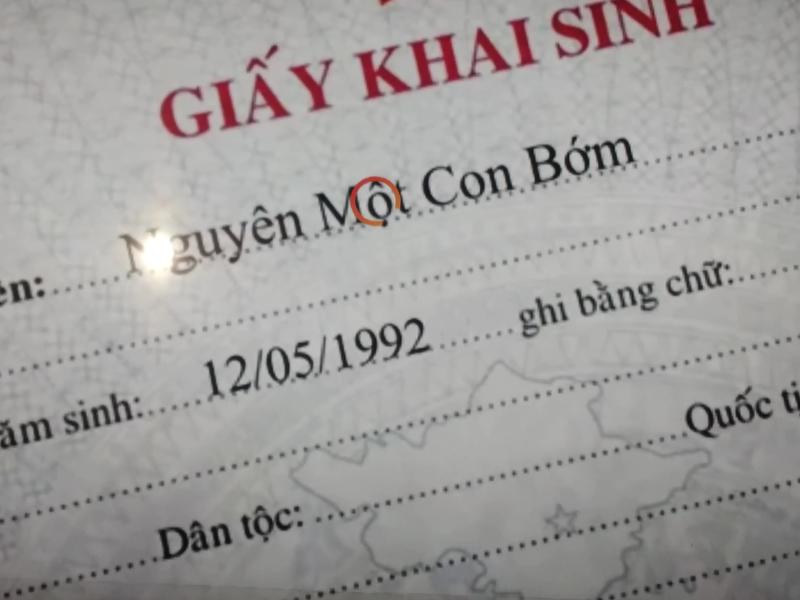 GIẤY KHAI SINH
ên: Nguyên Một Con Bớm
ăm sinh: 12/05/1992 ghi bằng chữ:
Dân tộc: Quốc ti